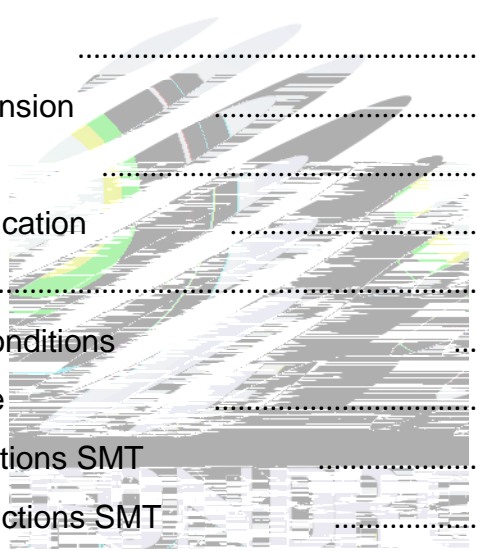 ..............................................................
nsion ........................................
..........................................................
cation ......................................
........................................................................
onditions ...
e ........................................
tions SMT ........................
ctions SMT ......................